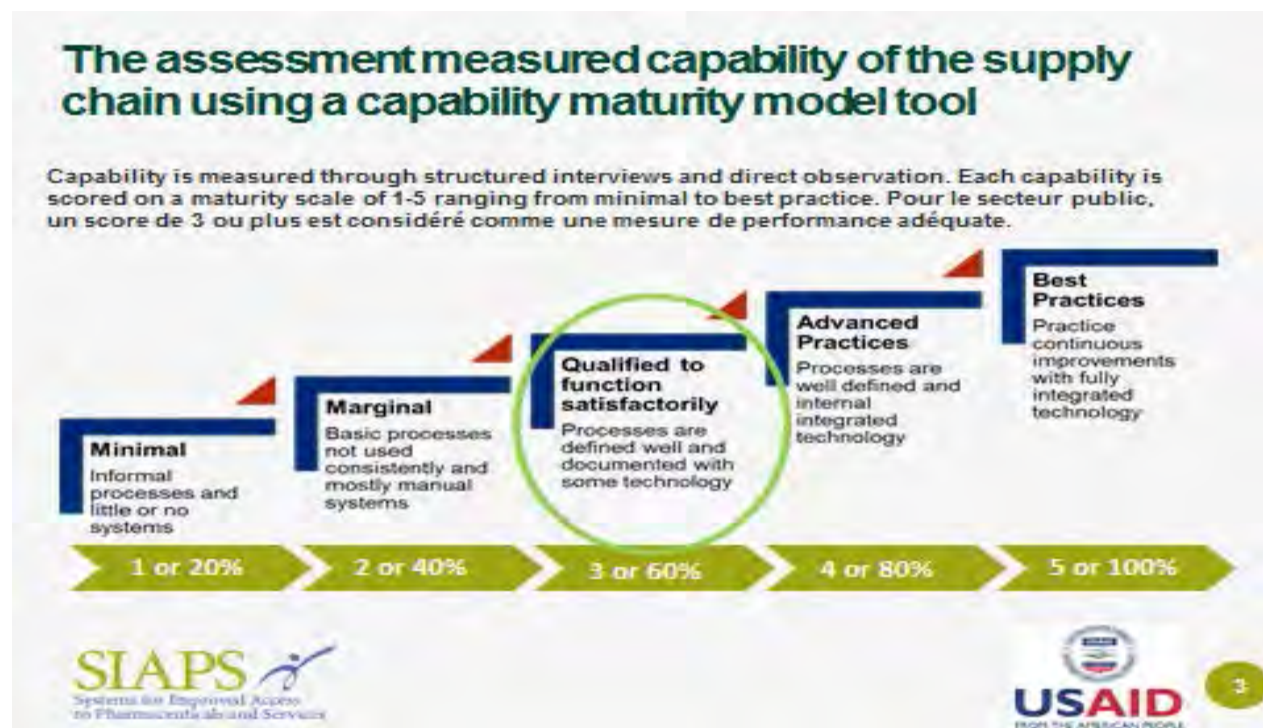 The assessment measured capability of the supply
chain using a capability maturity model tool
Capability is measured through structured interviews and direct observation. Each capability is
scored on a maturity scale of 1-5 ranging from minimal to best practice. Pour le secteur public,
un score de 3 ou plus est considéré comme une mesure de performance adéquate.
Minimal
Informal
processes and
little or no
systems
Marginal
Basic processes
not used
consistently and
mostly manual
systems
Qualified to
function
satisfactorily
Processes are
defined well and
documented with
some technology
Advanced
Practices
Processes are
well defined and
internal
integrated
technology
Best
Practices
Practice
continuous
improvements
with fully
integrated
technology
1 or 20%
2 or 40%
3 or 60%
4 or 80%
5 or 100%
SIAPS
Systems for Improved Access
to Pharmaceuticals and Services
USAID
FROM THE AMERICAN PEOPLE
3